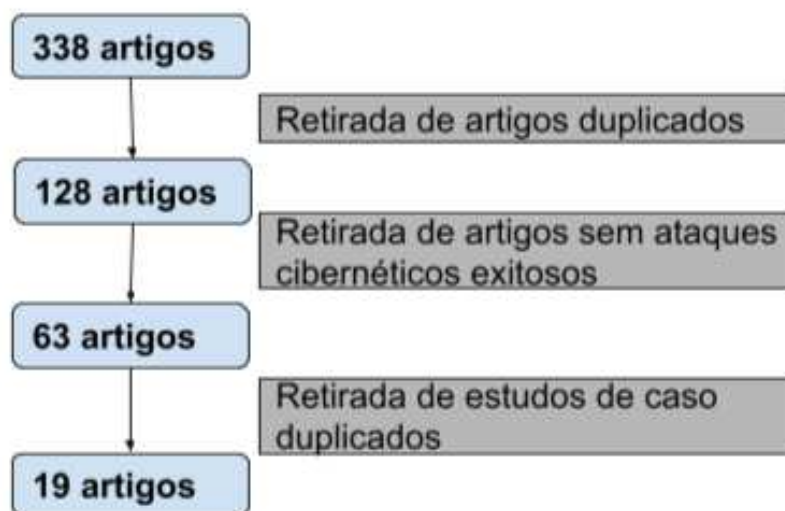 338 artigos
Retirada de artigos duplicados
128 artigos
Retirada de artigos sem ataques
cibernéticos exitosos
63 artigos
Retirada de estudos de caso
duplicados
19 artigos